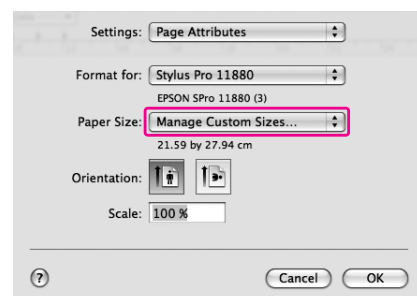 Settings: Page Attributes
Format for: Stylus Pro 11880
EPSON SPro 11880 (3)
Paper Size: Manage Custom Sizes...
21.59 by 27.94 cm
Orientation:
Scale: 100 %
? Cancel OK